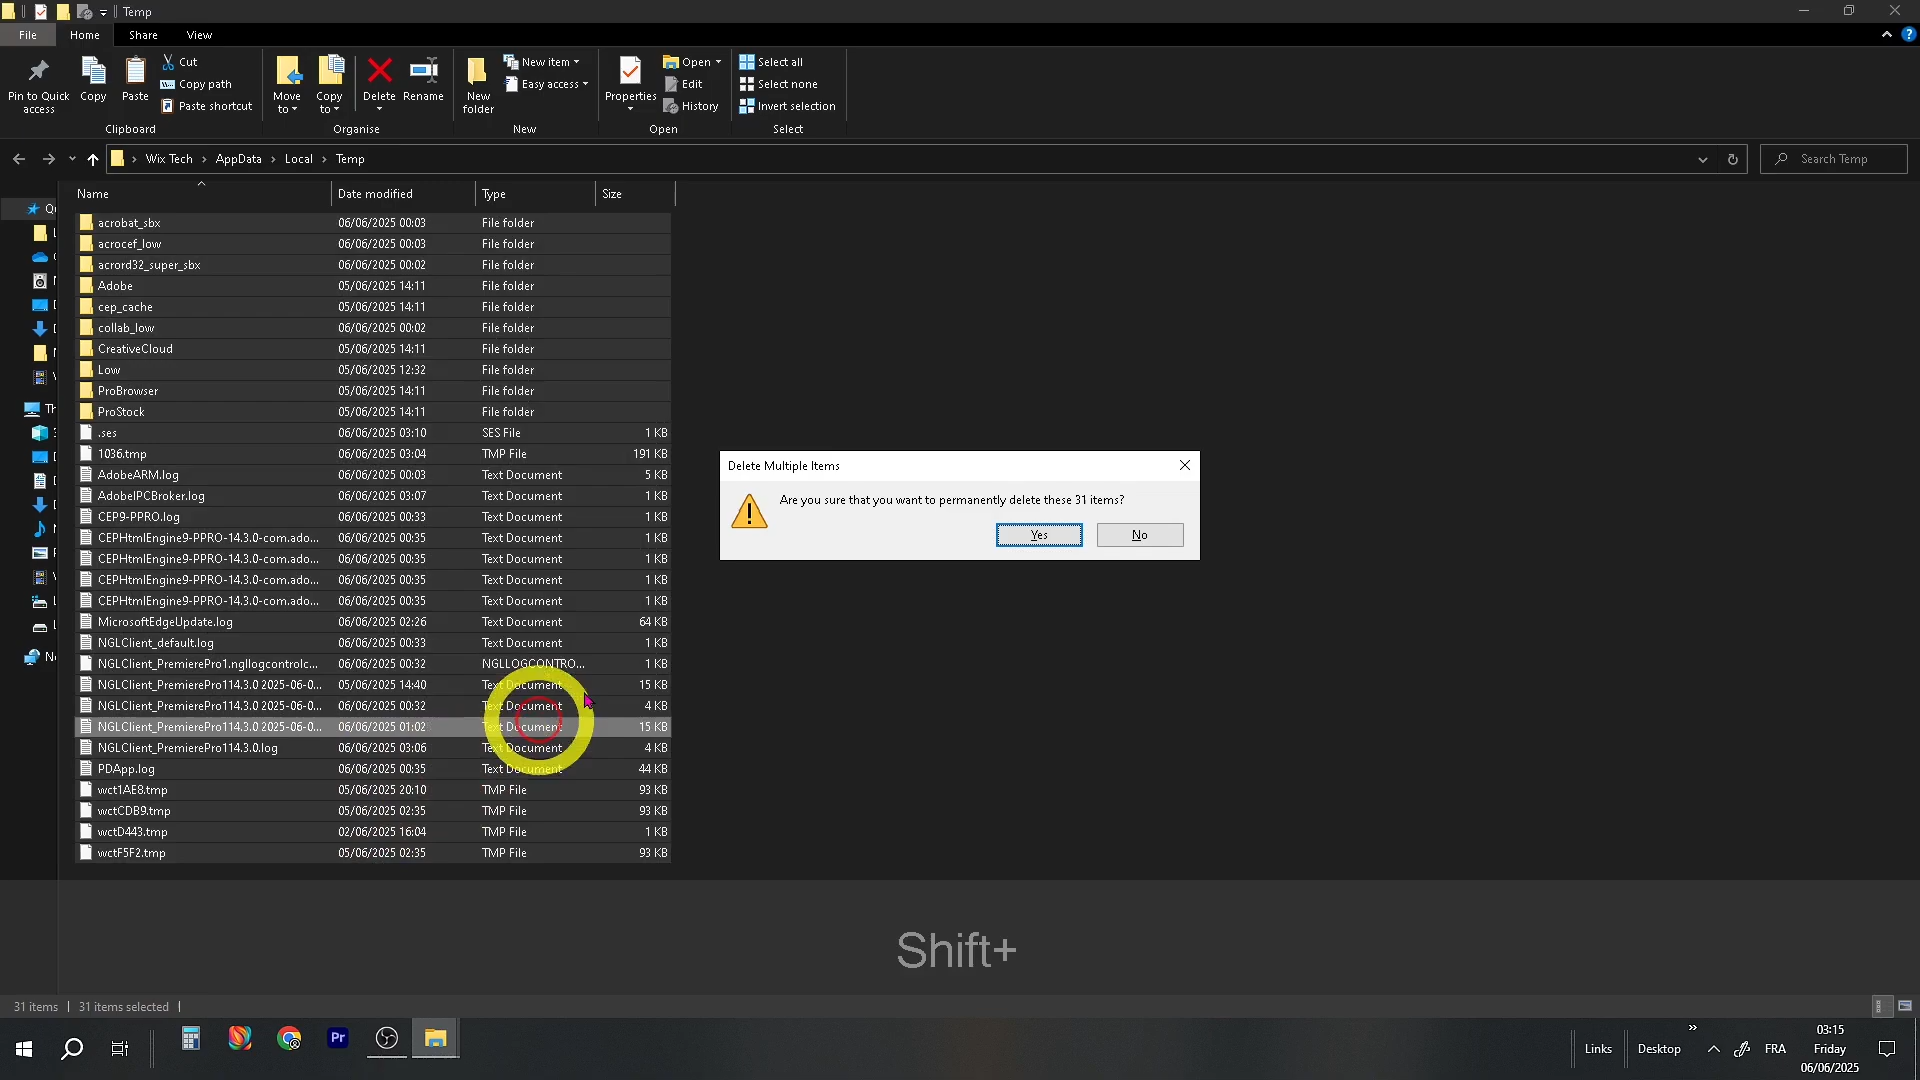 Temp
File
Home
Share
View
Pin to Quick access
Copy
Paste
Cut
Copy path
Paste shortcut
Clipboard
Move to
Copy to
Delete
Rename
Organise
New folder
New item
Easy access
New
Properties
Open
Edit
History
Open
Select all
Select none
Invert selection
Select
Wix Tech > AppData > Local > Temp
Search Temp
Name Date modified Type Size
acrobat_sbx 06/06/2025 00:03 File folder
acrocef_low 06/06/2025 00:03 File folder
acrord32_super_sbx 06/06/2025 00:02 File folder
Adobe 05/06/2025 14:11 File folder
cep_cache 05/06/2025 14:11 File folder
collab_low 06/06/2025 00:02 File folder
CreativeCloud 05/06/2025 14:11 File folder
Low 05/06/2025 12:32 File folder
ProBrowser 05/06/2025 14:11 File folder
ProStock 05/06/2025 14:11 File folder
.ses 06/06/2025 03:10 SES File 1 KB
1036.tmp 06/06/2025 03:04 TMP File 191 KB
AdobeARM.log 06/06/2025 00:03 Text Document 5 KB
AdobeIPCBroker.log 06/06/2025 03:07 Text Document 1 KB
CEP9-PPRO.log 06/06/2025 00:33 Text Document 1 KB
CEPHtmlEngine9-PPRO-14.3.0-com.ado... 06/06/2025 00:35 Text Document 1 KB
CEPHtmlEngine9-PPRO-14.3.0-com.ado... 06/06/2025 00:35 Text Document 1 KB
CEPHtmlEngine9-PPRO-14.3.0-com.ado... 06/06/2025 00:35 Text Document 1 KB
CEPHtmlEngine9-PPRO-14.3.0-com.ado... 06/06/2025 00:35 Text Document 1 KB
MicrosoftEdgeUpdate.log 06/06/2025 02:26 Text Document 64 KB
NGLClient_default.log 06/06/2025 00:33 Text Document 1 KB
NGLClient_PremierePro1.ngllogcontrolc... 06/06/2025 00:32 NGLLOGCONTRO... 1 KB
NGLClient_PremierePro114.3.0 2025-06-0... 05/06/2025 14:40 Text Document 15 KB
NGLClient_PremierePro114.3.0 2025-06-0... 06/06/2025 00:32 Text Document 4 KB
NGLClient_PremierePro114.3.0 2025-06-0... 06/06/2025 01:02 Text Document 15 KB
NGLClient_PremierePro114.3.0.log 06/06/2025 03:06 Text Document 4 KB
PDApp.log 06/06/2025 00:35 Text Document 44 KB
wct1AE8.tmp 05/06/2025 20:10 TMP File 93 KB
wctCDB9.tmp 05/06/2025 02:35 TMP File 93 KB
wctD443.tmp 02/06/2025 16:04 TMP File 1 KB
wctF5F2.tmp 05/06/2025 02:35 TMP File 93 KB
Delete Multiple Items
Are you sure that you want to permanently delete these 31 items?
Yes
No
Shift+
31 items | 31 items selected |
Pr
Links
Desktop
FRA
03:15
Friday
06/06/2025